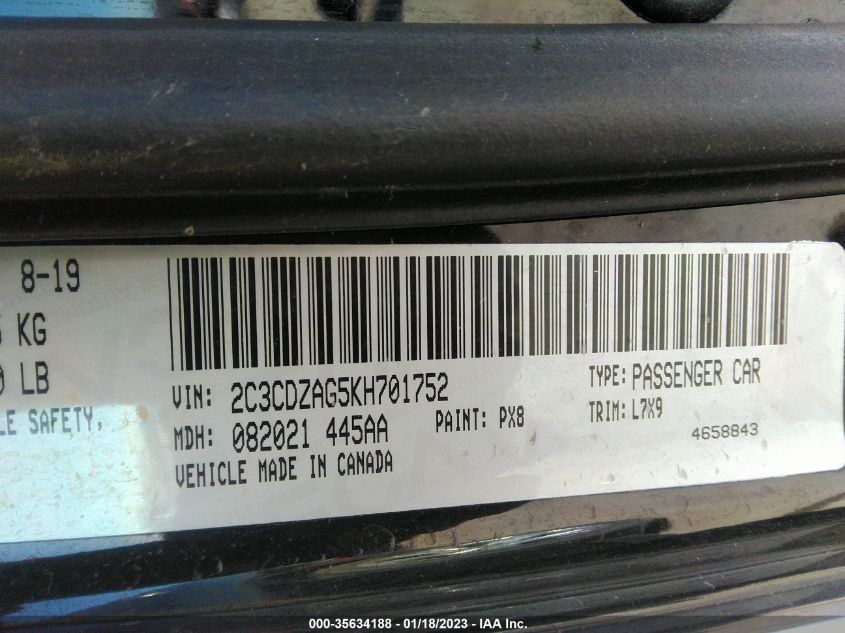 8-19
KG
LB
LE SAFETY,
VIN: 2C3CDZAG5KH701752
TYPE: PASSENGER CAR
MDH: 082021 445AA
PAINT: PX8
TRIM: L7X9
VEHICLE MADE IN CANADA
4658843
000-35634188 - 01/18/2023 - IAA Inc.